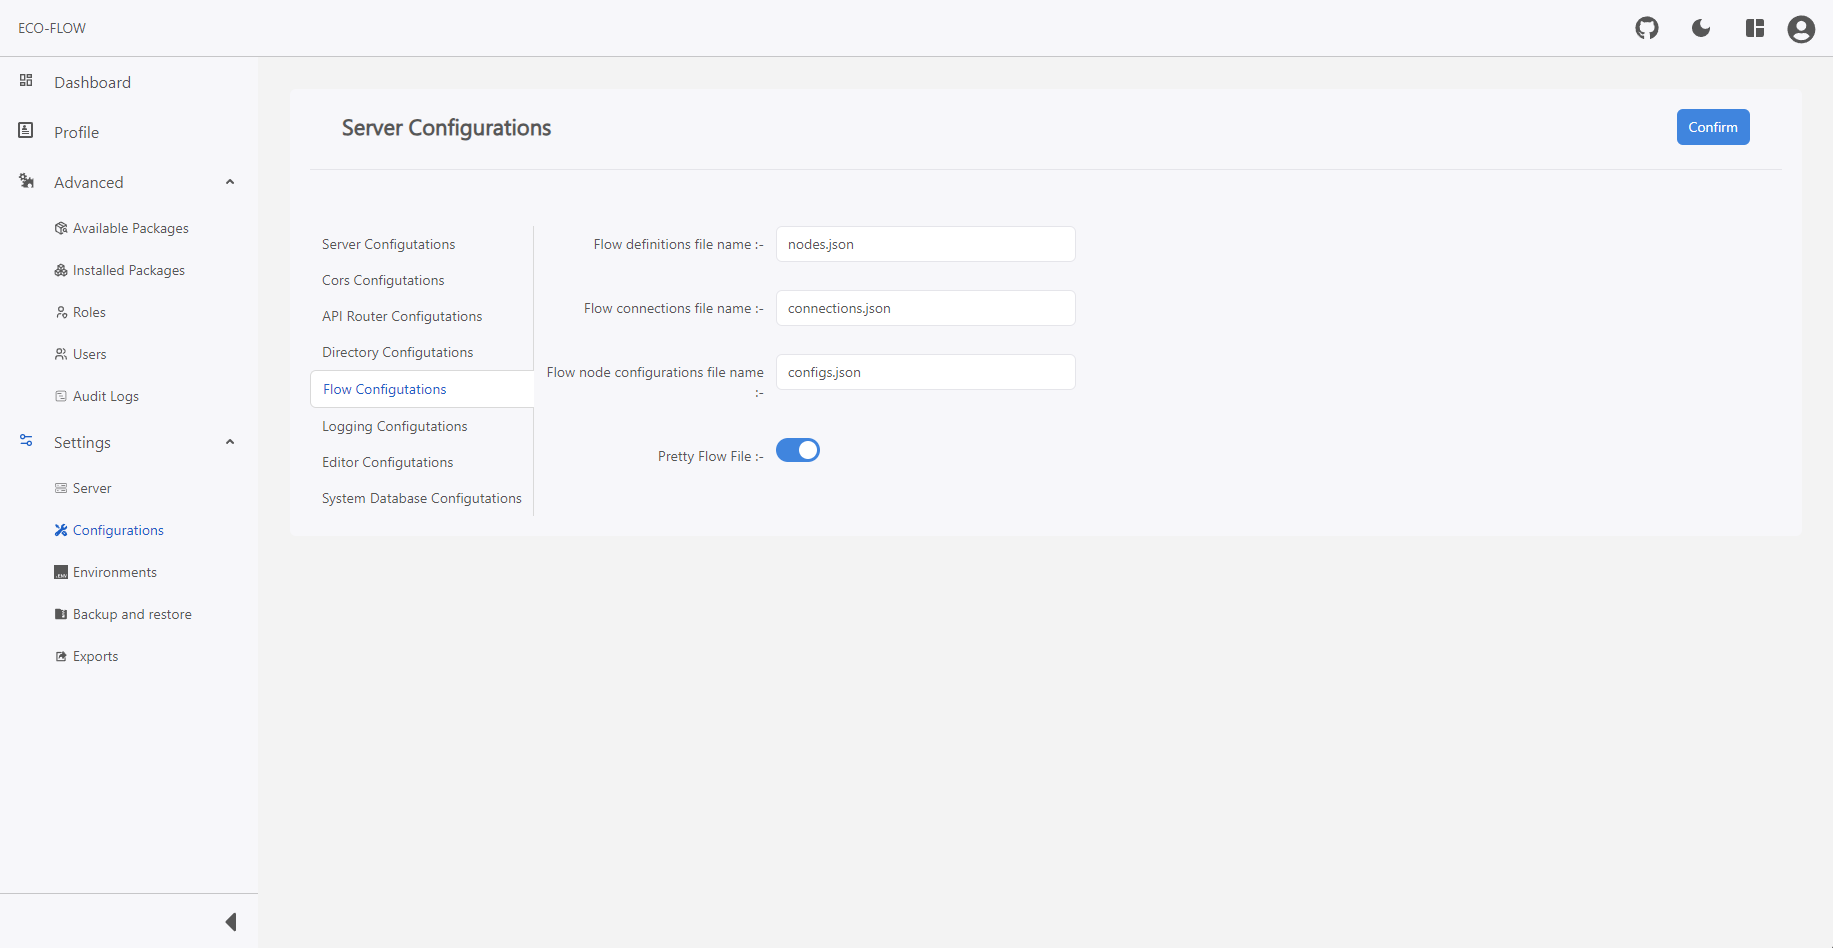 ECO-FLOW
Dashboard
Profile
Advanced
Available Packages
Installed Packages
Roles
Users
Audit Logs
Settings
Server
Configurations
.ENV Environments
Backup and restore
Exports
Server Configurations
Confirm
Server Configutations
Cors Configutations
API Router Configutations
Directory Configutations
Flow Configutations
Logging Configutations
Editor Configutations
System Database Configutations
Flow definitions file name :- nodes.json
Flow connections file name :- connections.json
Flow node configurations file name
:- configs.json
Pretty Flow File :-